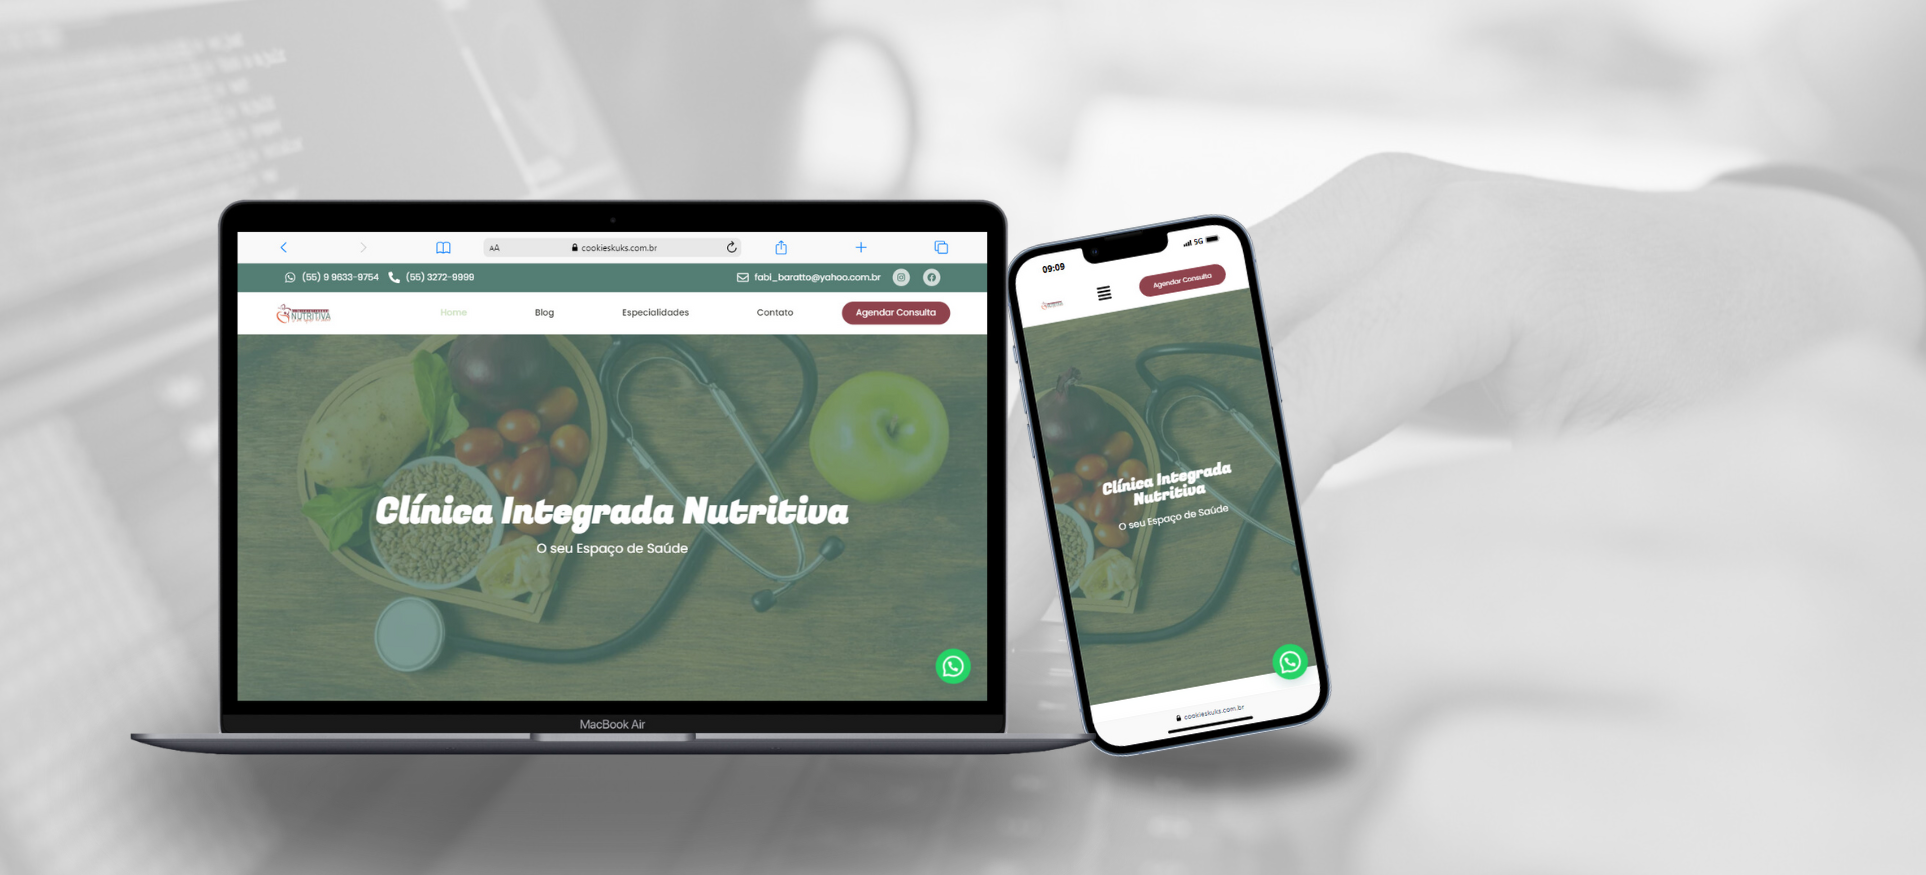 AA
cookieskuks.com.br
(55) 9 9633-9754 (55) 3272-9999
fabi_baratto@yahoo.com.br
NUTRITIVA
Home Blog Especialidades Contato Agendar Consulta
Clínica Integrada Nutritiva
O seu Espaço de Saúde
MacBook Air
09:09
5G
Agendar Consulta
Clínica Integrada
Nutritiva
O seu Espaço de Saúde
cookieskuks.com.br